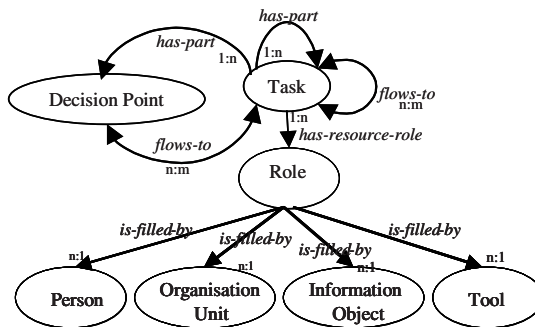 has-part
has-part
1:n
1:n
Task
Decision Point
flows-to
n:m
flows-to
n:m
1:n
has-resource-role
Role
is-filled-by
is-filled-by
is-filled-by
is-filled-by
n:1
n:1
n:1
n:1
Person
Organisation
Unit
Information
Object
Tool